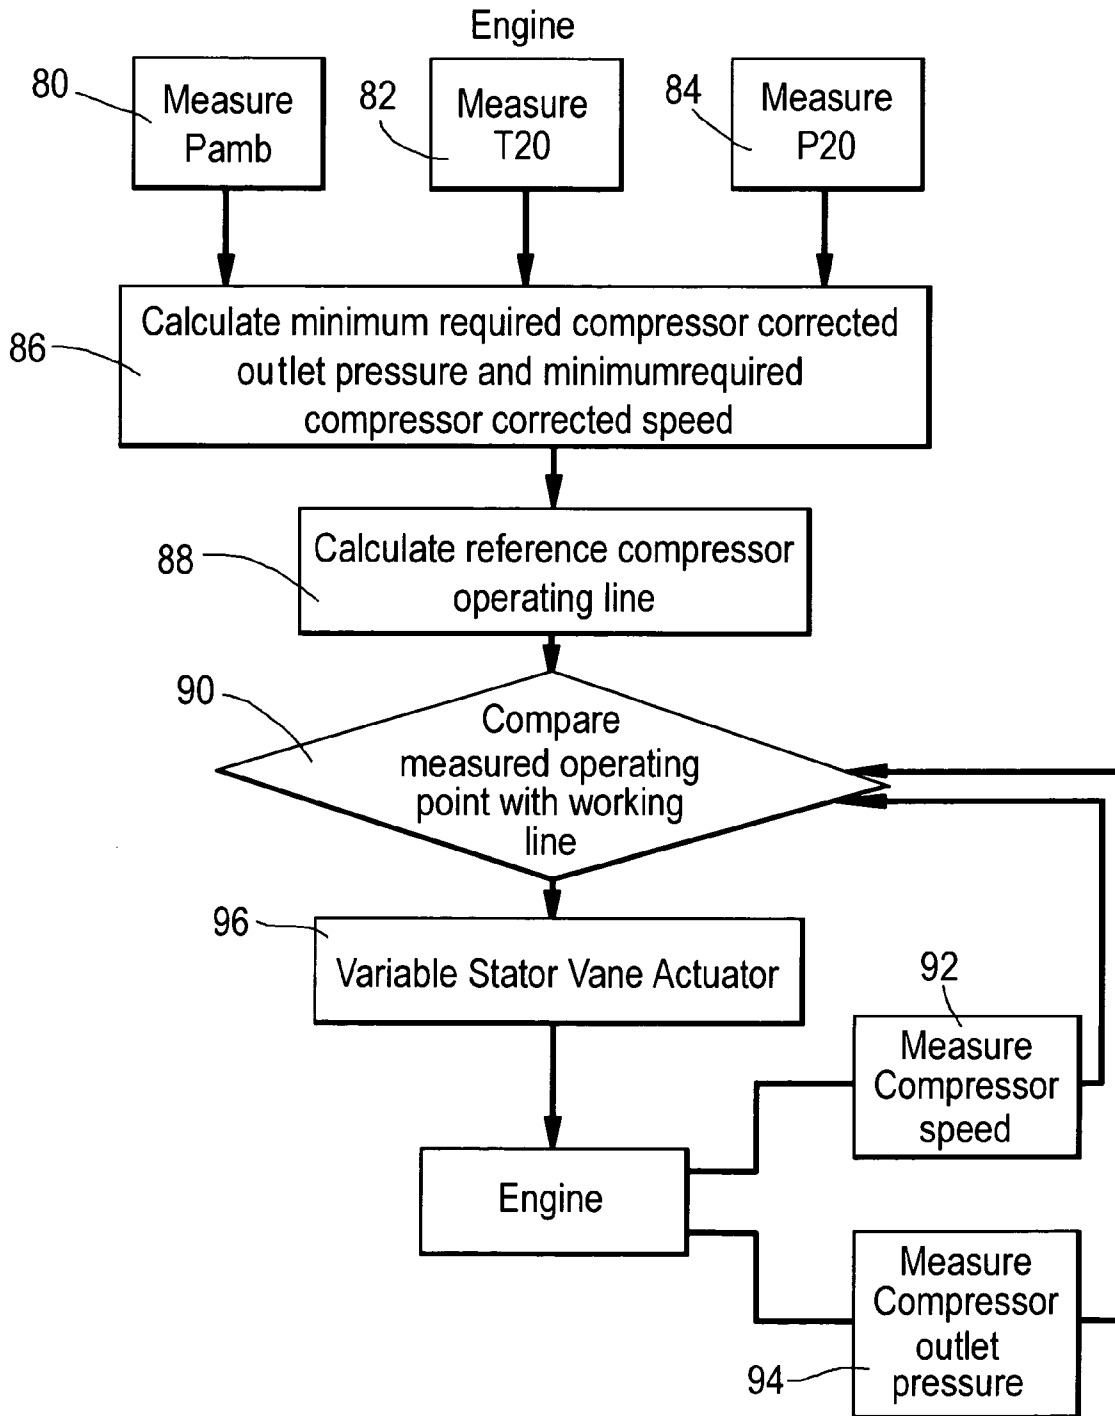 Engine
80
Measure
Pamb
82
Measure
T20
84
Measure
P20
86
Calculate minimum required compressor corrected
outlet pressure and minimumrequired
compressor corrected speed
88
Calculate reference compressor
operating line
90
Compare
measured operating
point with working
line
96
Variable Stator Vane Actuator
92
Measure
Compressor
speed
Engine
Measure
Compressor
outlet
pressure
94